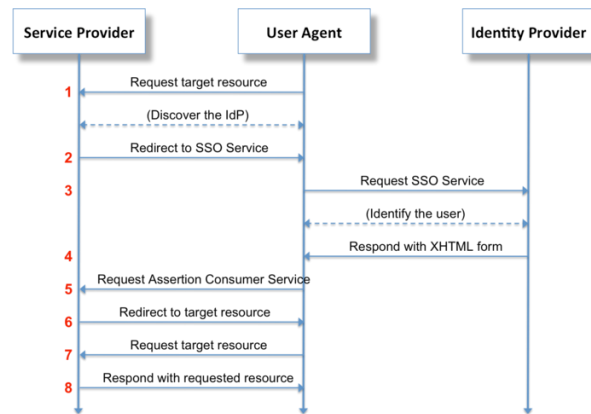 Service Provider
User Agent
Identity Provider
1 Request target resource
(Discover the IdP)
2 Redirect to SSO Service
3 Request SSO Service
(Identify the user)
4 Respond with XHTML form
5 Request Assertion Consumer Service
6 Redirect to target resource
7 Request target resource
8 Respond with requested resource